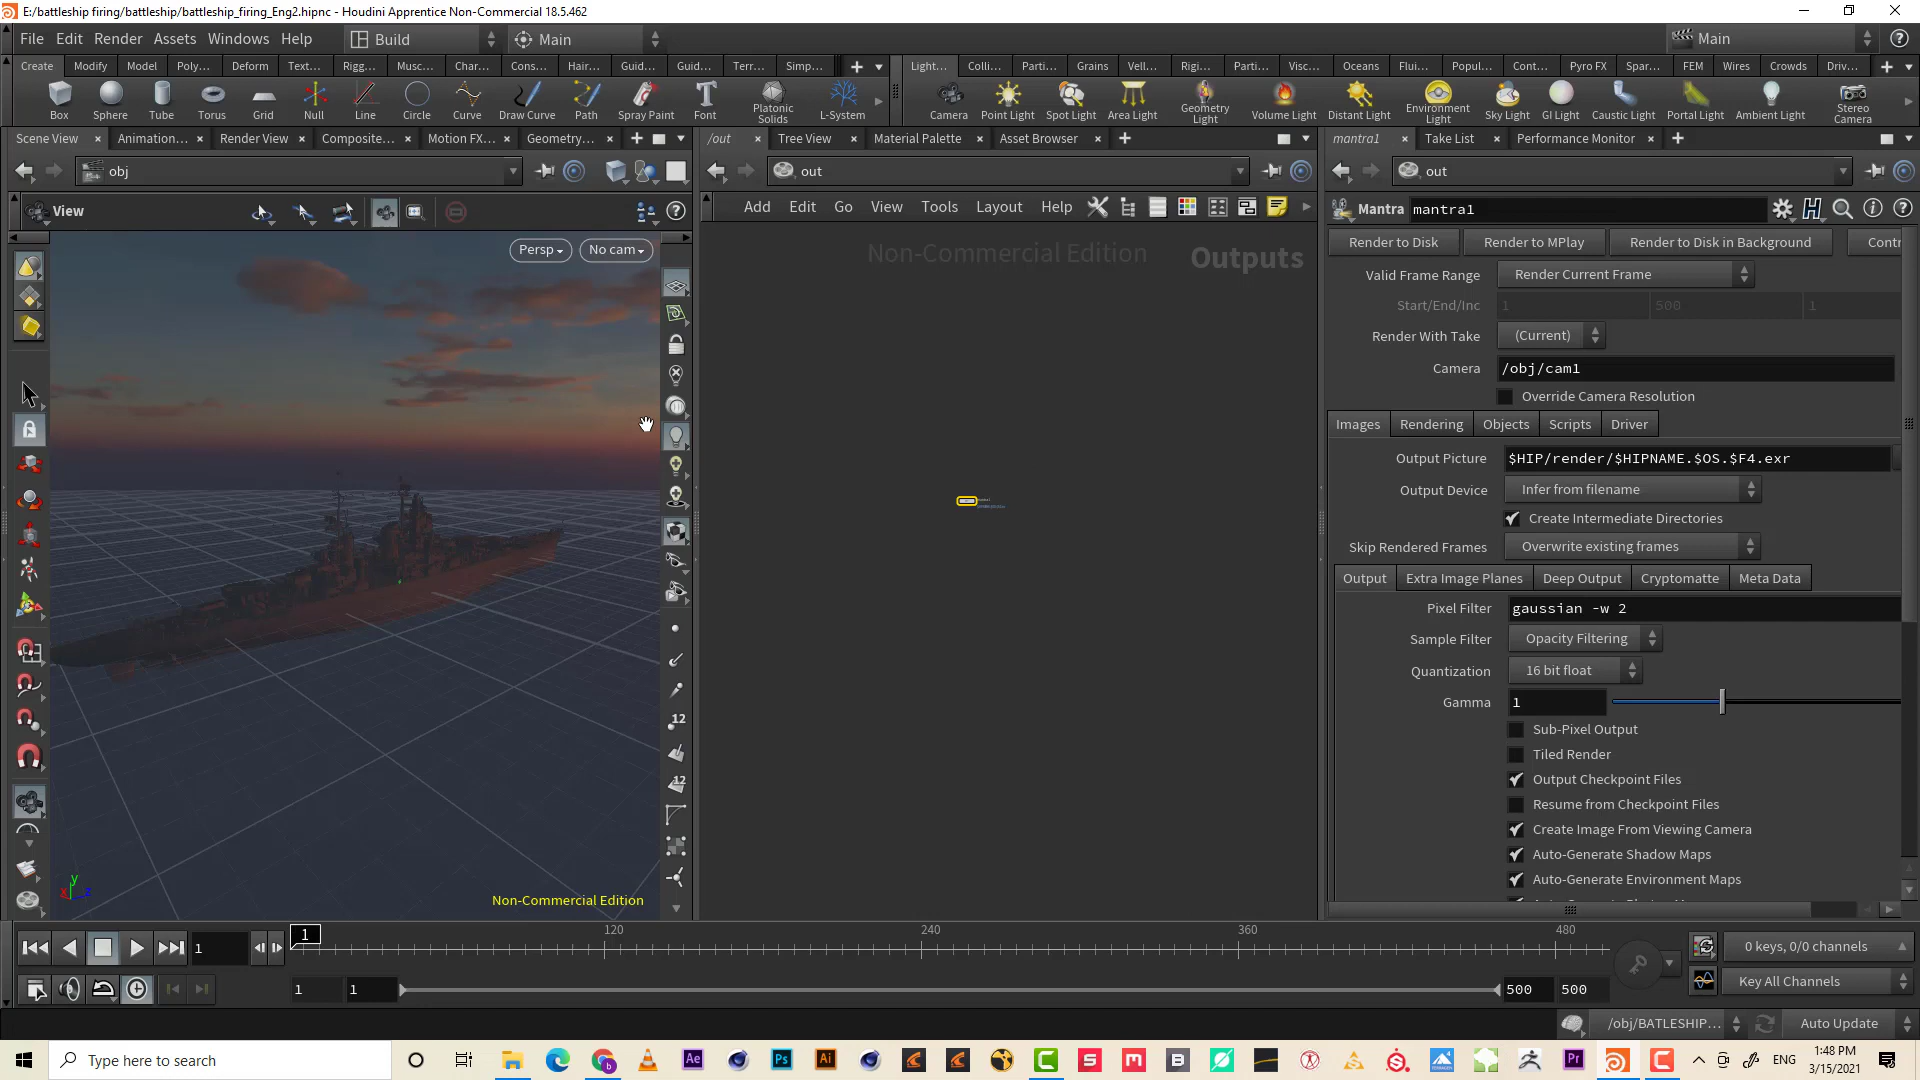 E:/battleship firing/battleship/battleship_firing_Eng2.hipnc - Houdini Apprentice Non-Commercial 18.5.462
File Edit Render Assets Windows Help Build Main Main
Create Modify Model Poly... Deform Text... Rigg... Musc... Char... Cons... Hair... Guid... Guid... Terr... Simp... Light... Colli... Parti... Grains Vell... Rigi... Parti... Visc... Oceans Flui... Popul... Cont... Pyro FX Spar... FEM Wires Crowds Driv...
Box Sphere Tube Torus Grid Null Line Circle Curve Draw Curve Path Spray Paint Font Platonic Solids L-System Camera Point Light Spot Light Area Light Geometry Light Volume Light Distant Light Environment Light Sky Light GI Light Caustic Light Portal Light Ambient Light Stereo Camera
Scene View Animation... Render View Composite... Motion FX... Geometry... /out Tree View Material Palette Asset Browser mantra1 Take List Performance Monitor
obj out out
View Add Edit Go View Tools Layout Help Mantra mantra1
Persp No cam Non-Commercial Edition Outputs
Render to Disk Render to MPlay Render to Disk in Background Contr
Valid Frame Range Render Current Frame
Start/End/Inc 1 500 1
Render With Take (Current)
Camera /obj/cam1
Override Camera Resolution
Images Rendering Objects Scripts Driver
Output Picture $HIP/render/$HIPNAME.$OS.$F4.exr
Output Device Infer from filename
Create Intermediate Directories
Skip Rendered Frames Overwrite existing frames
Output Extra Image Planes Deep Output Cryptomatte Meta Data
Pixel Filter gaussian -w 2
Sample Filter Opacity Filtering
Quantization 16 bit float
Gamma 1
Sub-Pixel Output
Tiled Render
Output Checkpoint Files
Resume from Checkpoint Files
Create Image From Viewing Camera
Auto-Generate Shadow Maps
Auto-Generate Environment Maps
12
12
y
x z
Non-Commercial Edition
1 1 120 240 360 480 0 keys, 0/0 channels
1 1 500 500 Key All Channels
/obj/BATLESHIP... Auto Update
Type here to search ENG 1:48 PM
3/15/2021